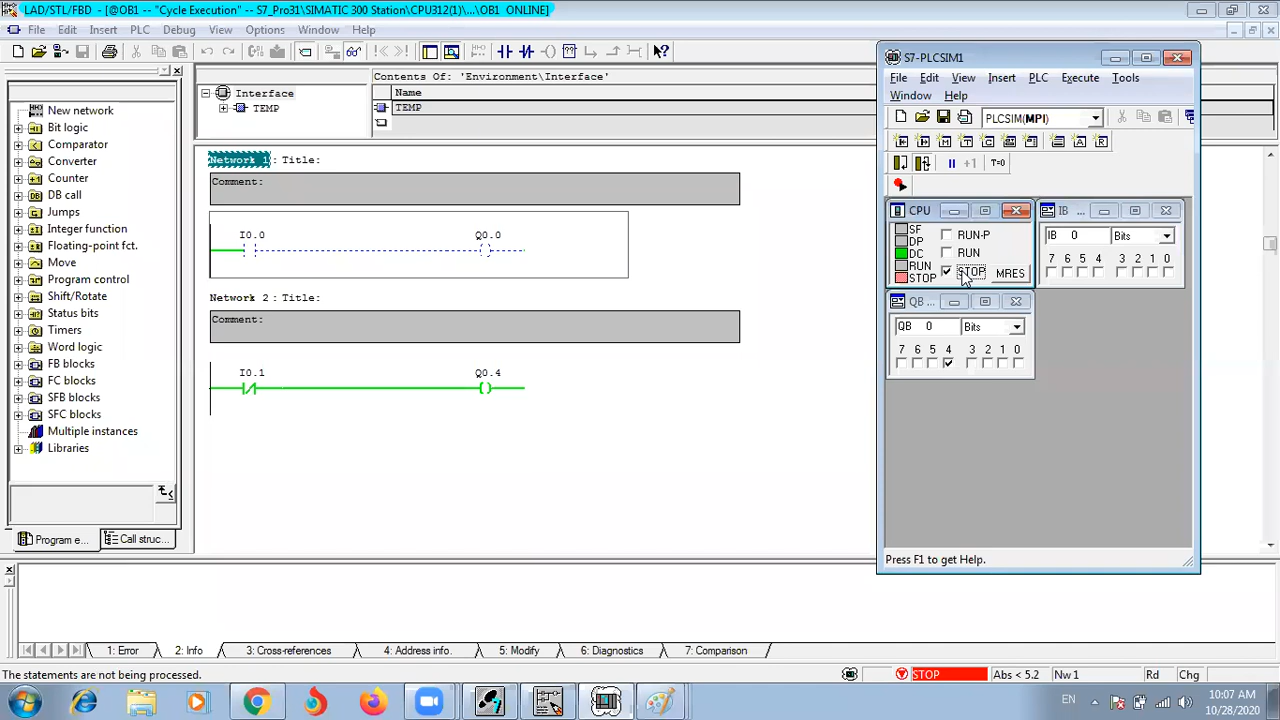 LAD/STL/FBD - [@OB1 -- "Cycle Execution" -- S7_Pro31\SIMATIC 300 Station\CPU312(1)\...\OB1 ONLINE]
File Edit Insert PLC Debug View Options Window Help
Contents Of: 'Environment\Interface'
Interface
TEMP
Name
TEMP
New network
Bit logic
Comparator
Converter
Counter
DB call
Jumps
Integer function
Floating-point fct.
Move
Program control
Shift/Rotate
Status bits
Timers
Word logic
FB blocks
FC blocks
SFB blocks
SFC blocks
Multiple instances
Libraries
Program e...
Call struc...
Network 1 : Title:
Comment:
I0.0 Q0.0
Network 2 : Title:
Comment:
I0.1 Q0.4
S7-PLCSIM1
File Edit View Insert PLC Execute Tools
Window Help
PLCSIM(MPI)
+1 T=0
CPU
SF
DP
DC
RUN
STOP
RUN-P
RUN
STOP
MRES
IB ...
IB 0 Bits
7 6 5 4 3 2 1 0
QB ...
QB 0 Bits
7 6 5 4 3 2 1 0
Press F1 to get Help.
1: Error 2: Info 3: Cross-references 4: Address info. 5: Modify 6: Diagnostics 7: Comparison
The statements are not being processed.
STOP Abs < 5.2 Nw 1 Rd Chg
EN
10:07 AM
10/28/2020